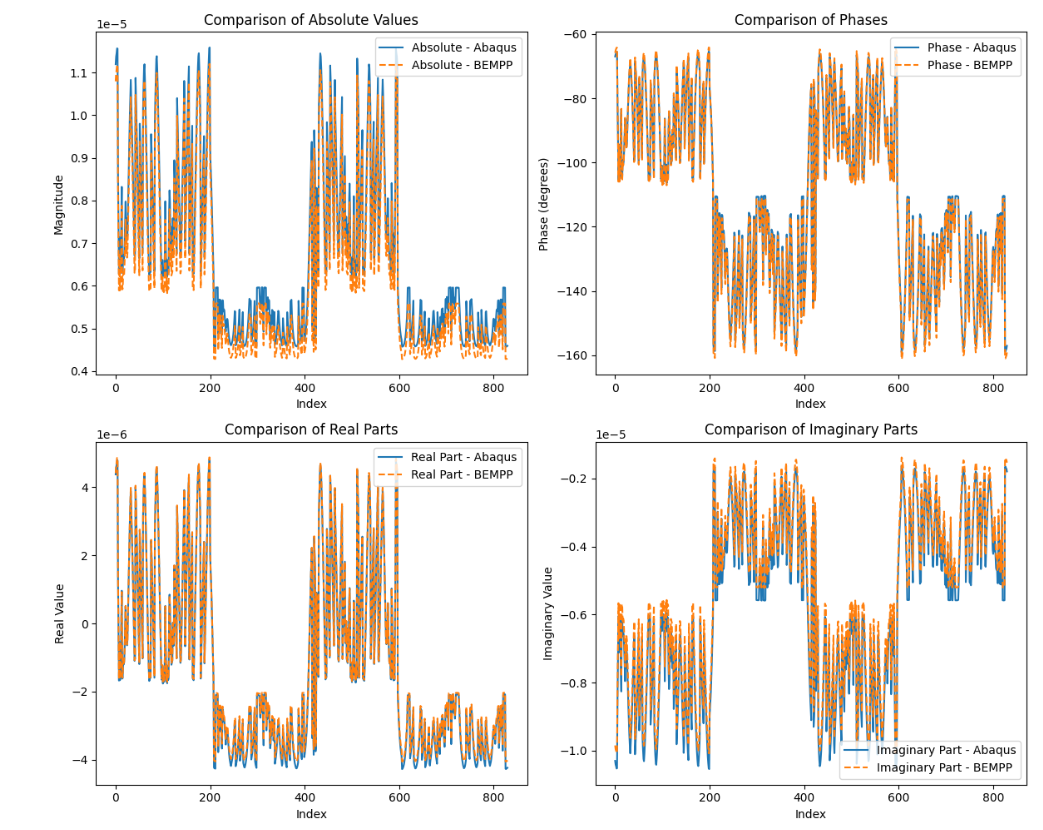 Comparison of Absolute Values
1e−5
Absolute - Abaqus
Absolute - BEMPP
1.1
1.0
0.9
0.8
0.7
0.6
0.5
0.4
Magnitude
0
200
400
600
800
Index
Comparison of Phases
Phase - Abaqus
Phase - BEMPP
−60
−80
−100
−120
−140
−160
Phase (degrees)
0
200
400
600
800
Index
Comparison of Real Parts
1e−6
Real Part - Abaqus
Real Part - BEMPP
4
2
0
−2
−4
Real Value
0
200
400
600
800
Index
Comparison of Imaginary Parts
1e−5
−0.2
−0.4
−0.6
−0.8
−1.0
Imaginary Value
Imaginary Part - Abaqus
Imaginary Part - BEMPP
0
200
400
600
800
Index